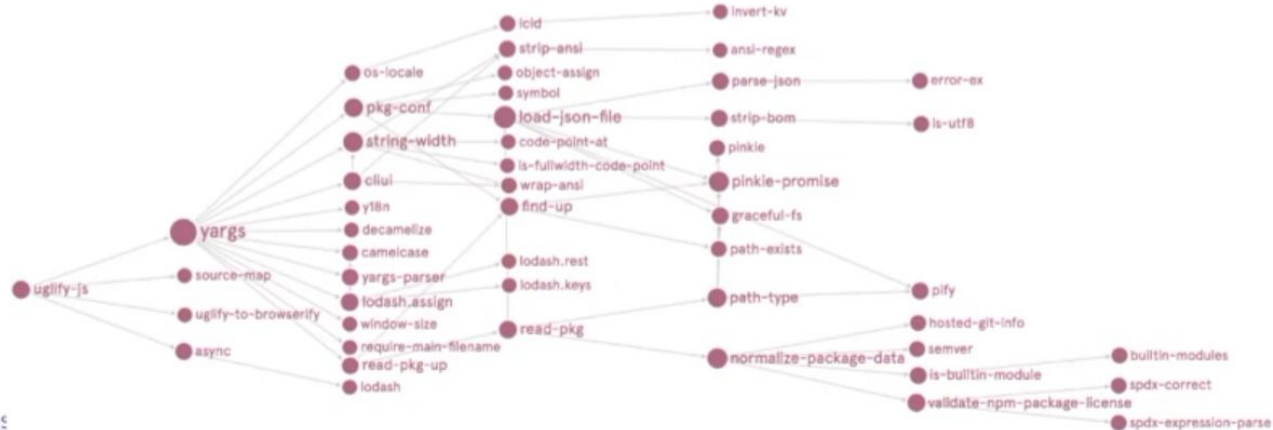 uglify-js
yargs
source-map
uglify-to-browserify
async
os-locale
pkg-conf
string-width
cliui
y18n
decamelize
camelcase
yargs-parser
lodash.assign
window-size
require-main-filename
read-pkg-up
lodash
lcid
strip-ansi
object-assign
symbol
load-json-file
code-point-at
is-fullwidth-code-point
wrap-ansi
find-up
lodash.rest
lodash.keys
read-pkg
invert-kv
ansi-regex
parse-json
strip-bom
pinkie
pinkie-promise
graceful-fs
path-exists
path-type
normalize-package-data
error-ex
is-utf8
pify
hosted-git-info
semver
is-builtin-module
validate-npm-package-license
builtin-modules
spdx-correct
spdx-expression-parse